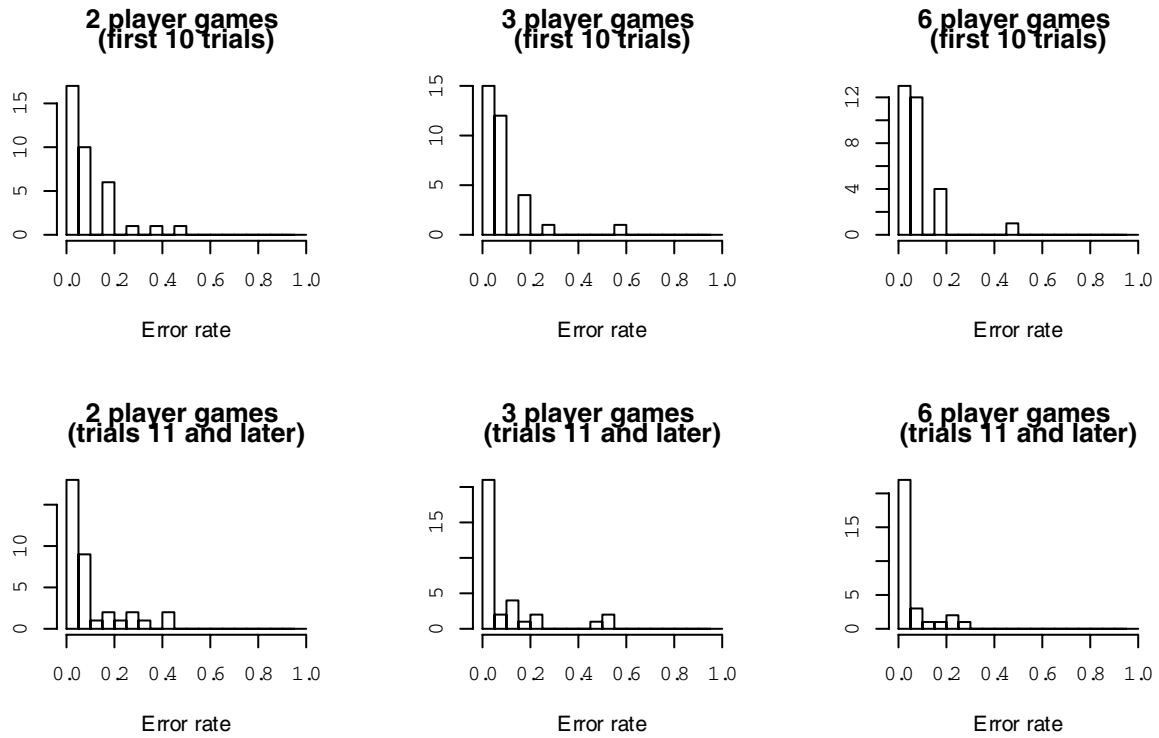 2 player games
(first 10 trials)
3 player games
(first 10 trials)
6 player games
(first 10 trials)
15
10
5
0
0.0 0.2 0.4 0.6 0.8 1.0
Error rate
15
10
5
0
0.0 0.2 0.4 0.6 0.8 1.0
Error rate
12
8
4
0
0.0 0.2 0.4 0.6 0.8 1.0
Error rate
2 player games
(trials 11 and later)
3 player games
(trials 11 and later)
6 player games
(trials 11 and later)
10
5
0
0.0 0.2 0.4 0.6 0.8 1.0
Error rate
15
5
0
0.0 0.2 0.4 0.6 0.8 1.0
Error rate
15
5
0
0.0 0.2 0.4 0.6 0.8 1.0
Error rate